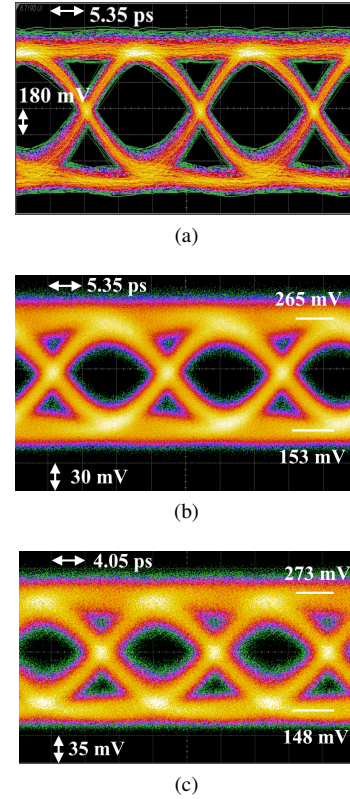 5.35 ps
180 mV
(a)
5.35 ps
265 mV
153 mV
30 mV
(b)
4.05 ps
273 mV
148 mV
35 mV
(c)